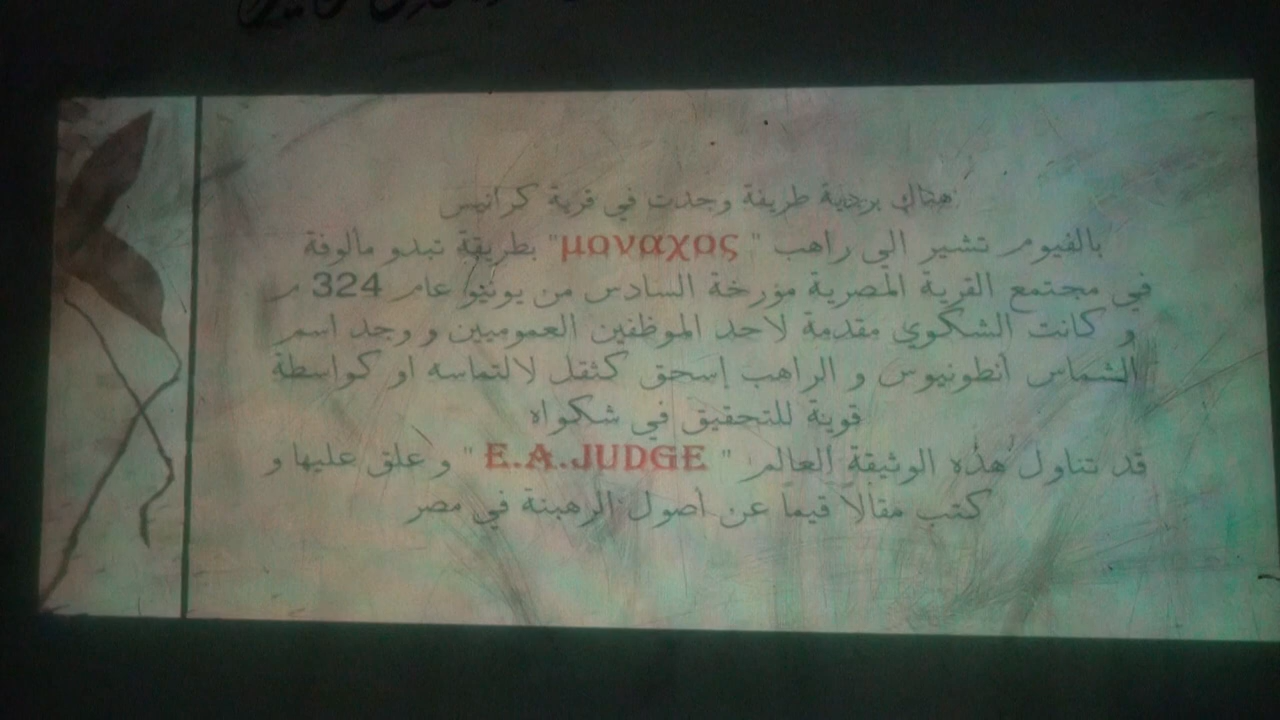 هناك بردية طريفة وجدت في قرية كرانيس
بالفيوم تشير الى راهب " μοναχος" بطريقة تبدو مألوفة
في مجتمع القرية المصرية مؤرخة السادس من يونيو عام 324 م
و كانت الشكوي مقدمة لأحد الموظفين العموميين و وجد اسم
الشماس أنطونيوس و الراهب إسحق كثقل لالتماسه او كواسطة
قوية للتحقيق في شكواه
قد تناول هذه الوثيقة العالم " E.A.JUDGE " و علق عليها و
كتب مقالا قيما عن أصول الرهبنة في مصر